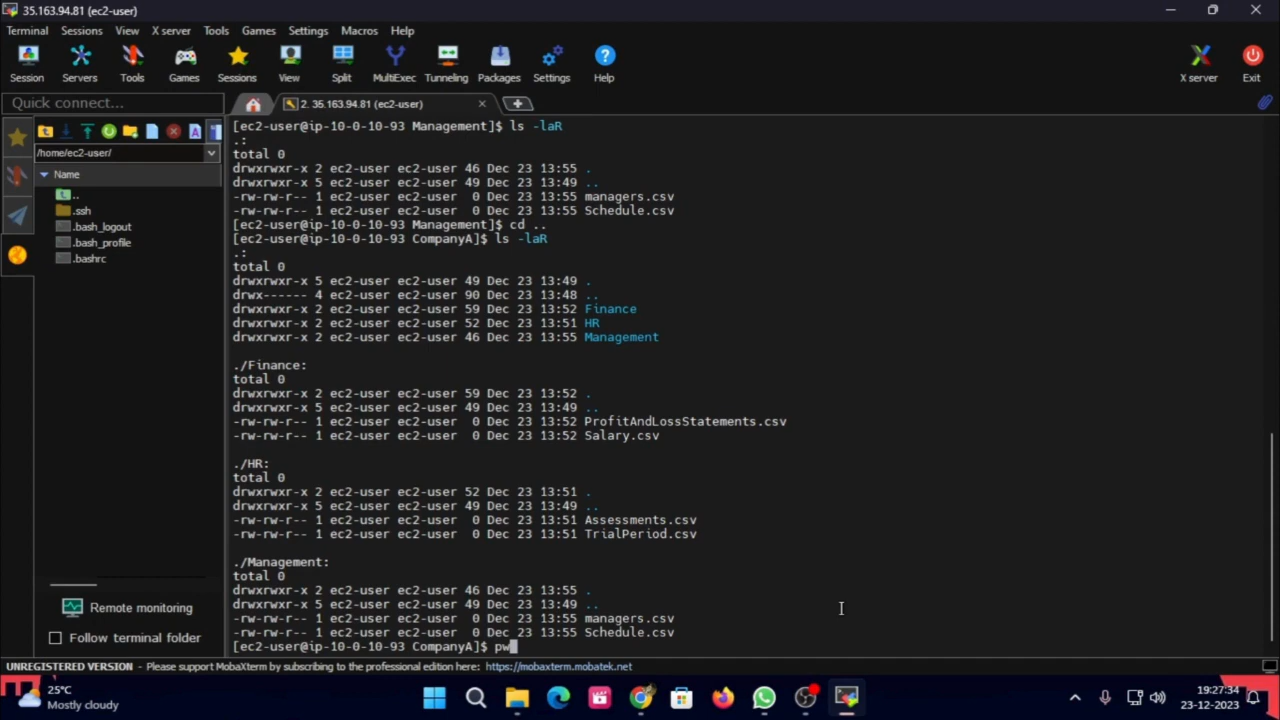 35.163.94.81 (ec2-user)
Terminal Sessions View X server Tools Games Settings Macros Help
Session Servers Tools Games Sessions View Split MultiExec Tunneling Packages Settings Help X server Exit
Quick connect...
2. 35.163.94.81 (ec2-user)
/home/ec2-user/
Name
..
.ssh
.bash_logout
.bash_profile
.bashrc
[ec2-user@ip-10-0-10-93 Management]$ ls -laR
.:
total 0
drwxrwxr-x 2 ec2-user ec2-user 46 Dec 23 13:55 .
drwxrwxr-x 5 ec2-user ec2-user 49 Dec 23 13:49 ..
-rw-rw-r-- 1 ec2-user ec2-user  0 Dec 23 13:55 managers.csv
-rw-rw-r-- 1 ec2-user ec2-user  0 Dec 23 13:55 Schedule.csv
[ec2-user@ip-10-0-10-93 Management]$ cd ..
[ec2-user@ip-10-0-10-93 CompanyA]$ ls -laR
.:
total 0
drwxrwxr-x 5 ec2-user ec2-user 49 Dec 23 13:49 .
drwx------ 4 ec2-user ec2-user 90 Dec 23 13:48 ..
drwxrwxr-x 2 ec2-user ec2-user 59 Dec 23 13:52 Finance
drwxrwxr-x 2 ec2-user ec2-user 52 Dec 23 13:51 HR
drwxrwxr-x 2 ec2-user ec2-user 46 Dec 23 13:55 Management
./Finance:
total 0
drwxrwxr-x 2 ec2-user ec2-user 59 Dec 23 13:52 .
drwxrwxr-x 5 ec2-user ec2-user 49 Dec 23 13:49 ..
-rw-rw-r-- 1 ec2-user ec2-user  0 Dec 23 13:52 ProfitAndLossStatements.csv
-rw-rw-r-- 1 ec2-user ec2-user  0 Dec 23 13:52 Salary.csv
./HR:
total 0
drwxrwxr-x 2 ec2-user ec2-user 52 Dec 23 13:51 .
drwxrwxr-x 5 ec2-user ec2-user 49 Dec 23 13:49 ..
-rw-rw-r-- 1 ec2-user ec2-user  0 Dec 23 13:51 Assessments.csv
-rw-rw-r-- 1 ec2-user ec2-user  0 Dec 23 13:51 TrialPeriod.csv
./Management:
total 0
drwxrwxr-x 2 ec2-user ec2-user 46 Dec 23 13:55 .
drwxrwxr-x 5 ec2-user ec2-user 49 Dec 23 13:49 ..
-rw-rw-r-- 1 ec2-user ec2-user  0 Dec 23 13:55 managers.csv
-rw-rw-r-- 1 ec2-user ec2-user  0 Dec 23 13:55 Schedule.csv
[ec2-user@ip-10-0-10-93 CompanyA]$ pw
Remote monitoring
Follow terminal folder
UNREGISTERED VERSION - Please support MobaXterm by subscribing to the professional edition here: https://mobaxterm.mobatek.net
25°C
Mostly cloudy
19:27:34
23-12-2023